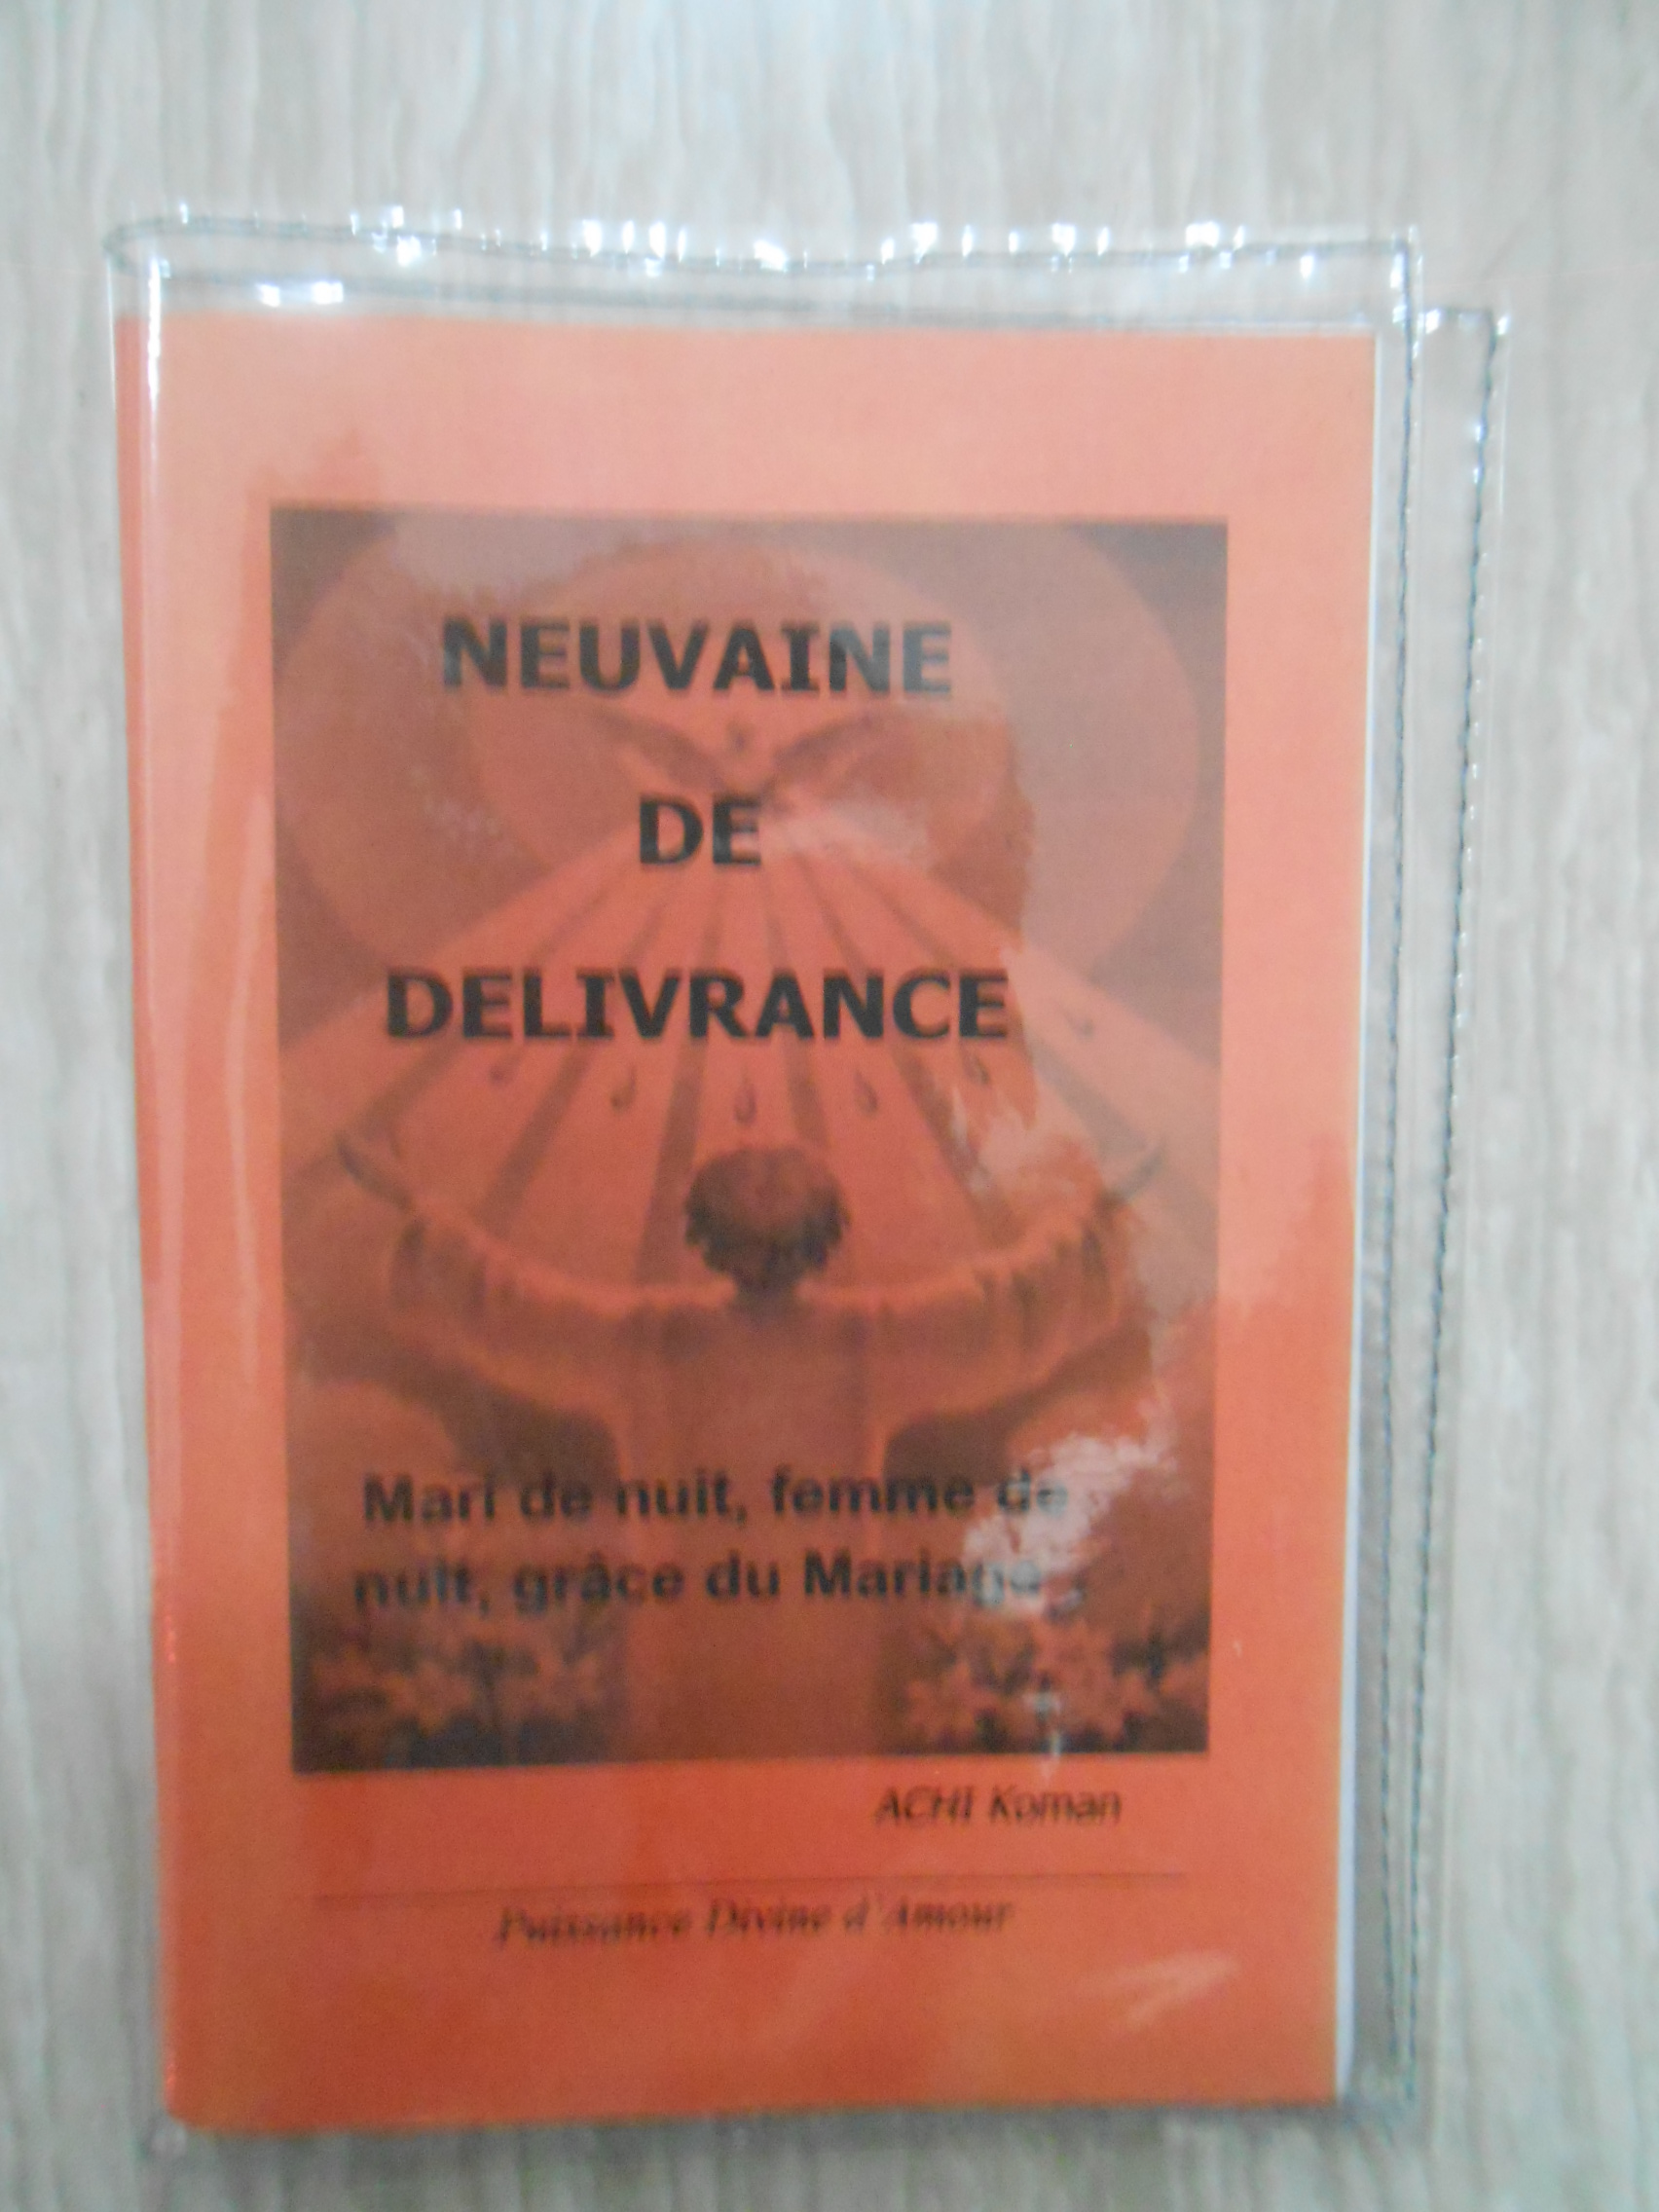 NEUVAINE
DE
DELIVRANCE
Mari de nuit, femme de
nuit, grâce du Mariage
ACHI Koman
Puissance Divine d'Amour